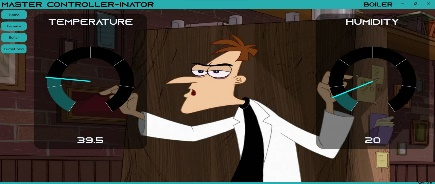 MASTER CONTROLLER-INATOR
BOILER
TEMPERATURE
HUMIDITY
39.5
20